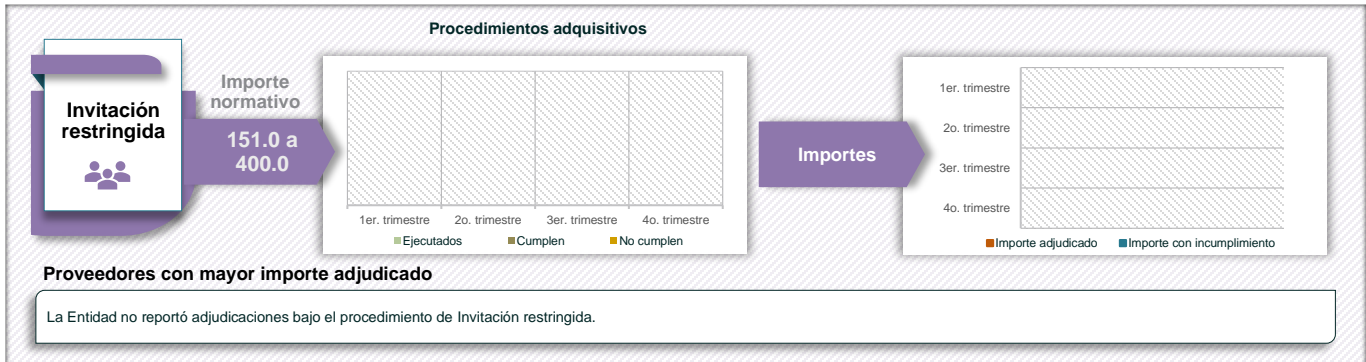 Procedimientos adquisitivos
Invitación
restringida
Importe
normativo
151.0 a
400.0
1er. trimestre
2o. trimestre
3er. trimestre
4o. trimestre
Ejecutados
Cumplen
No cumplen
Importes
1er. trimestre
2o. trimestre
3er. trimestre
4o. trimestre
Importe adjudicado
Importe con incumplimiento
Proveedores con mayor importe adjudicado
La Entidad no reportó adjudicaciones bajo el procedimiento de Invitación restringida.